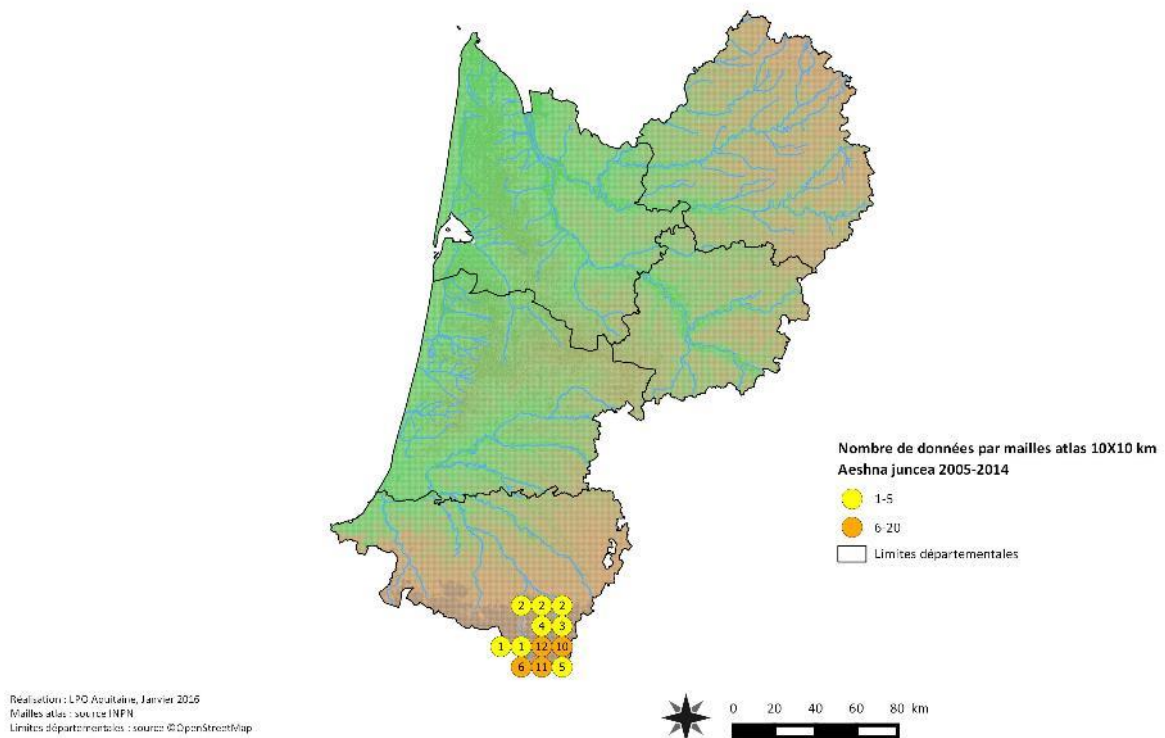 Nombre de données par mailles atlas 10X10 km
Aeshna juncea 2005-2014
1-5
6-20
Limites départementales
2 2 2
4 3
1 1 12 10
6 11 5
Réalisation : LPO Aquitaine, Janvier 2016
Mailles atlas : source INPN
Limites départementales : source ©OpenStreetMap
0 20 40 60 80 km